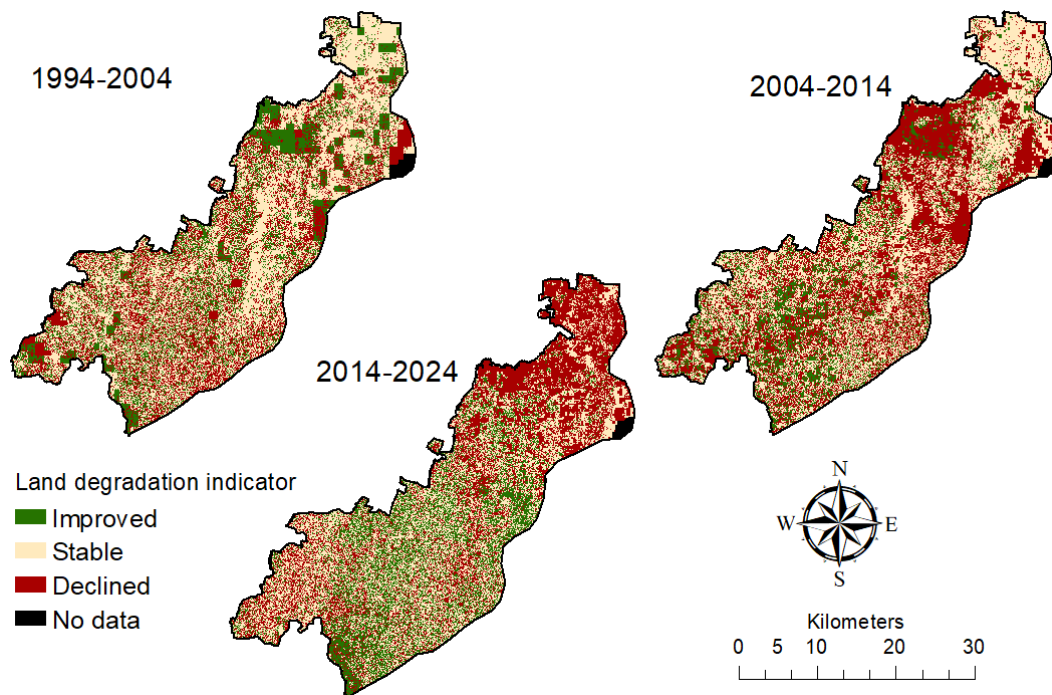 1994-2004
2004-2014
2014-2024
Land degradation indicator
Improved
Stable
Declined
No data
N
W E
S
Kilometers
0 5 10 20 30